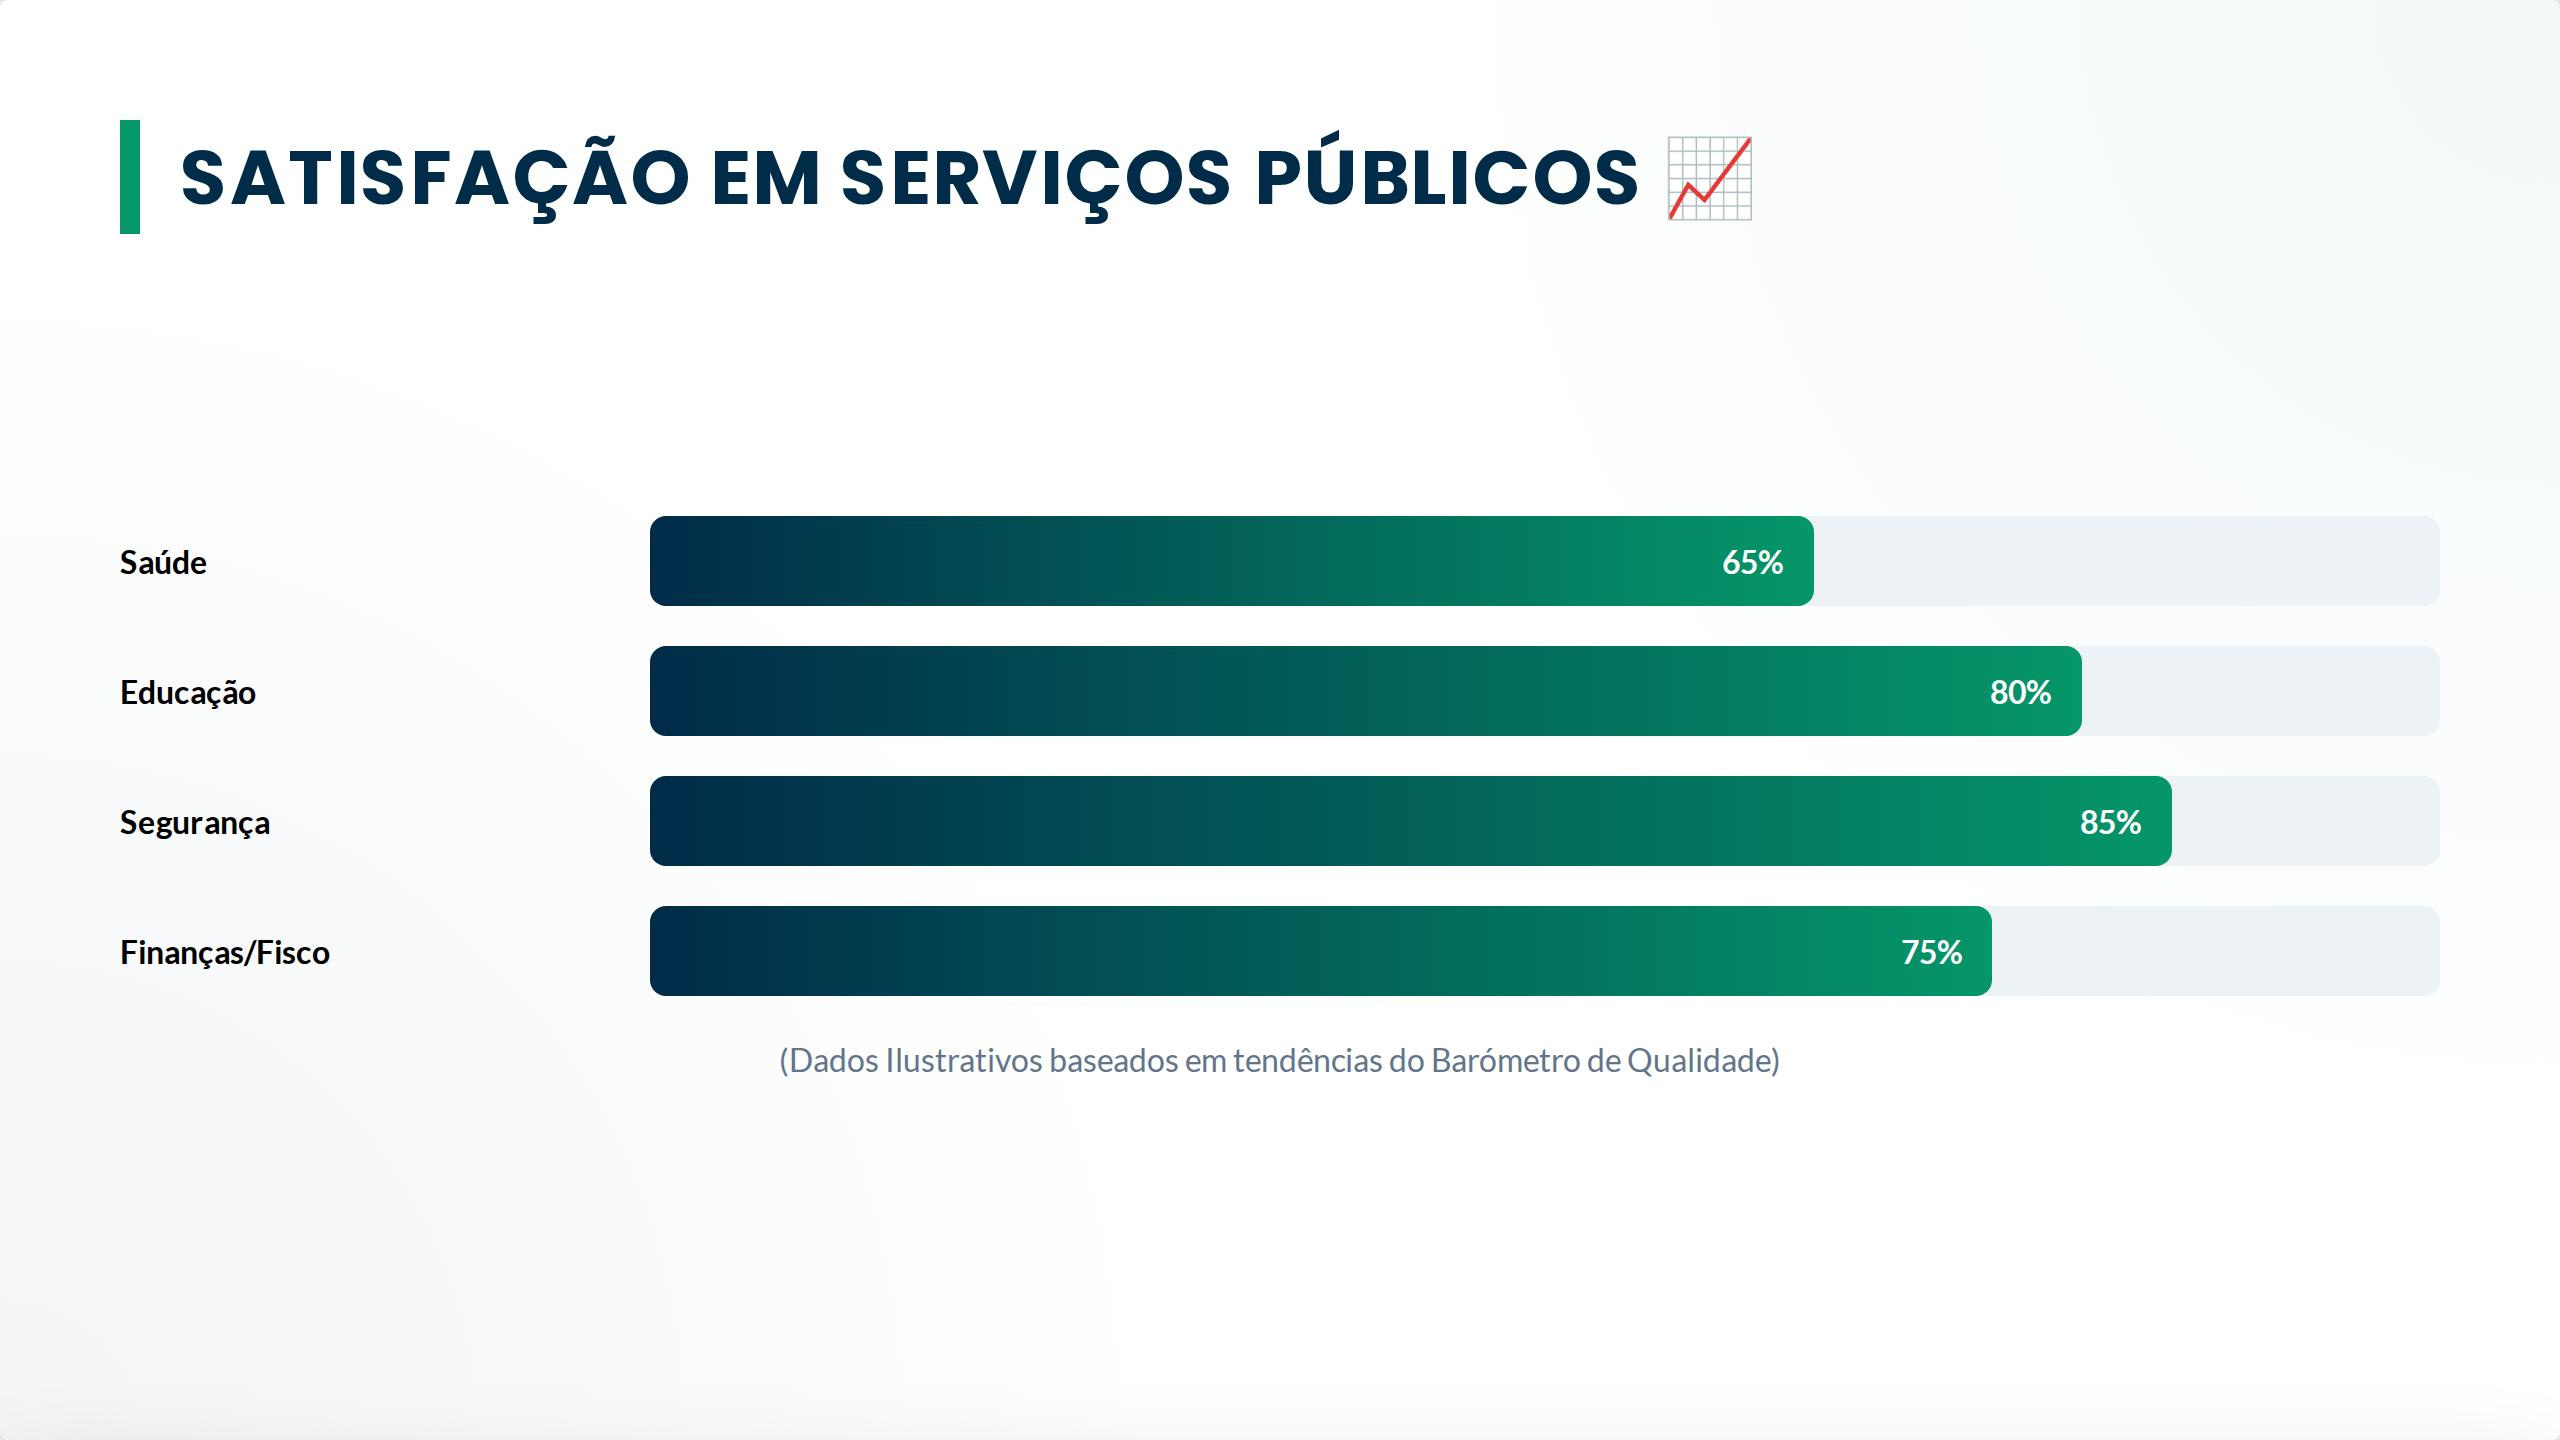 SATISFAÇÃO EM SERVIÇOS PÚBLICOS
Saúde 65%
Educação 80%
Segurança 85%
Finanças/Fisco 75%
(Dados Ilustrativos baseados em tendências do Barómetro de Qualidade)